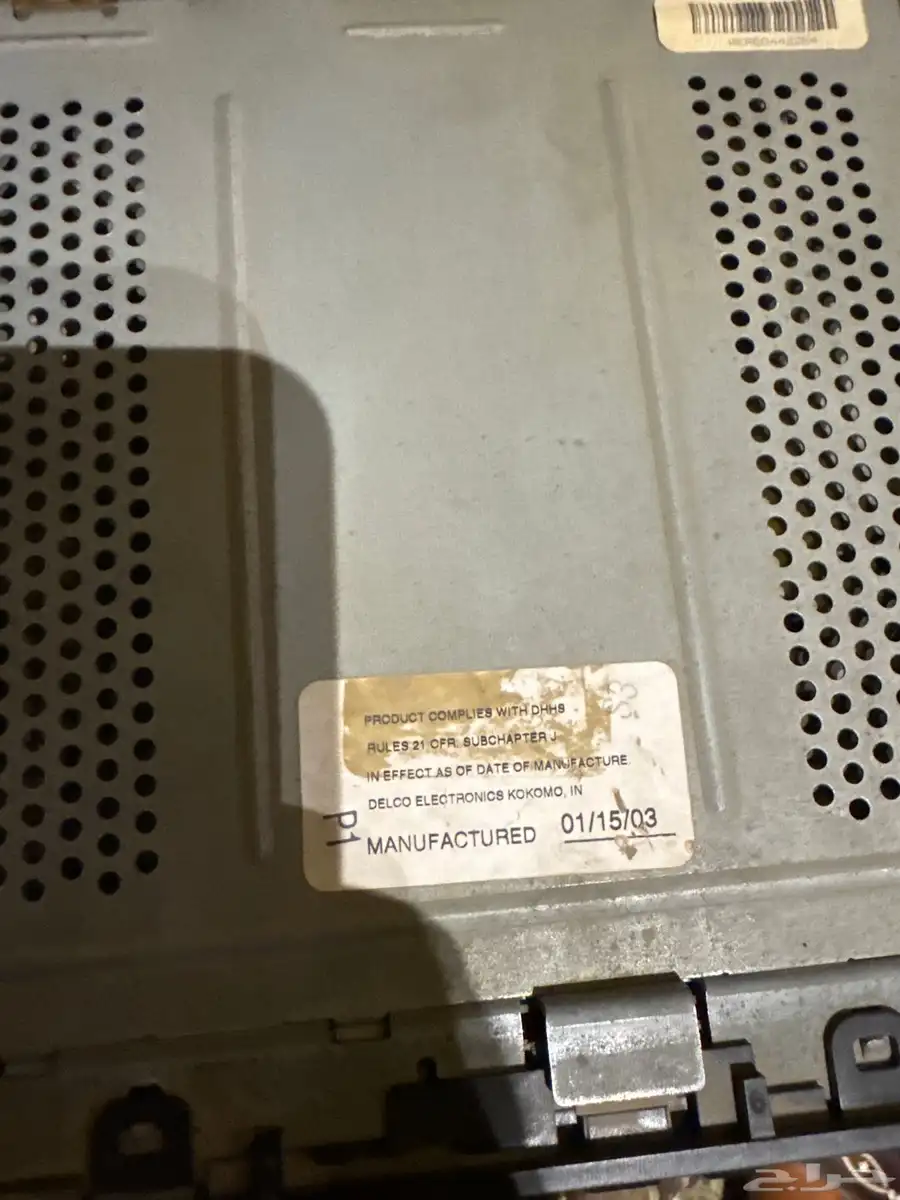 PRODUCT COMPLIES WITH DHHS
RULES 21 CFR. SUBCHAPTER J
IN EFFECT AS OF DATE OF MANUFACTURE.
DELCO ELECTRONICS KOKOMO, IN
P1
MANUFACTURED 01/15/03
حراج